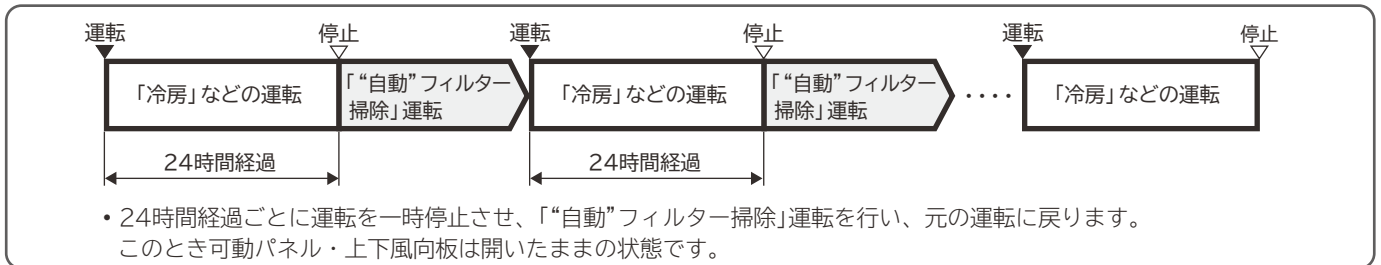 運転 停止 運転 停止 運転 停止
「冷房」などの運転 「“自動”フィルター掃除」運転 「冷房」などの運転 「“自動”フィルター掃除」運転 ････ 「冷房」などの運転
24時間経過 24時間経過
• 24時間経過ごとに運転を一時停止させ、「“自動”フィルター掃除」運転を行い、元の運転に戻ります。
このとき可動パネル・上下風向板は開いたままの状態です。